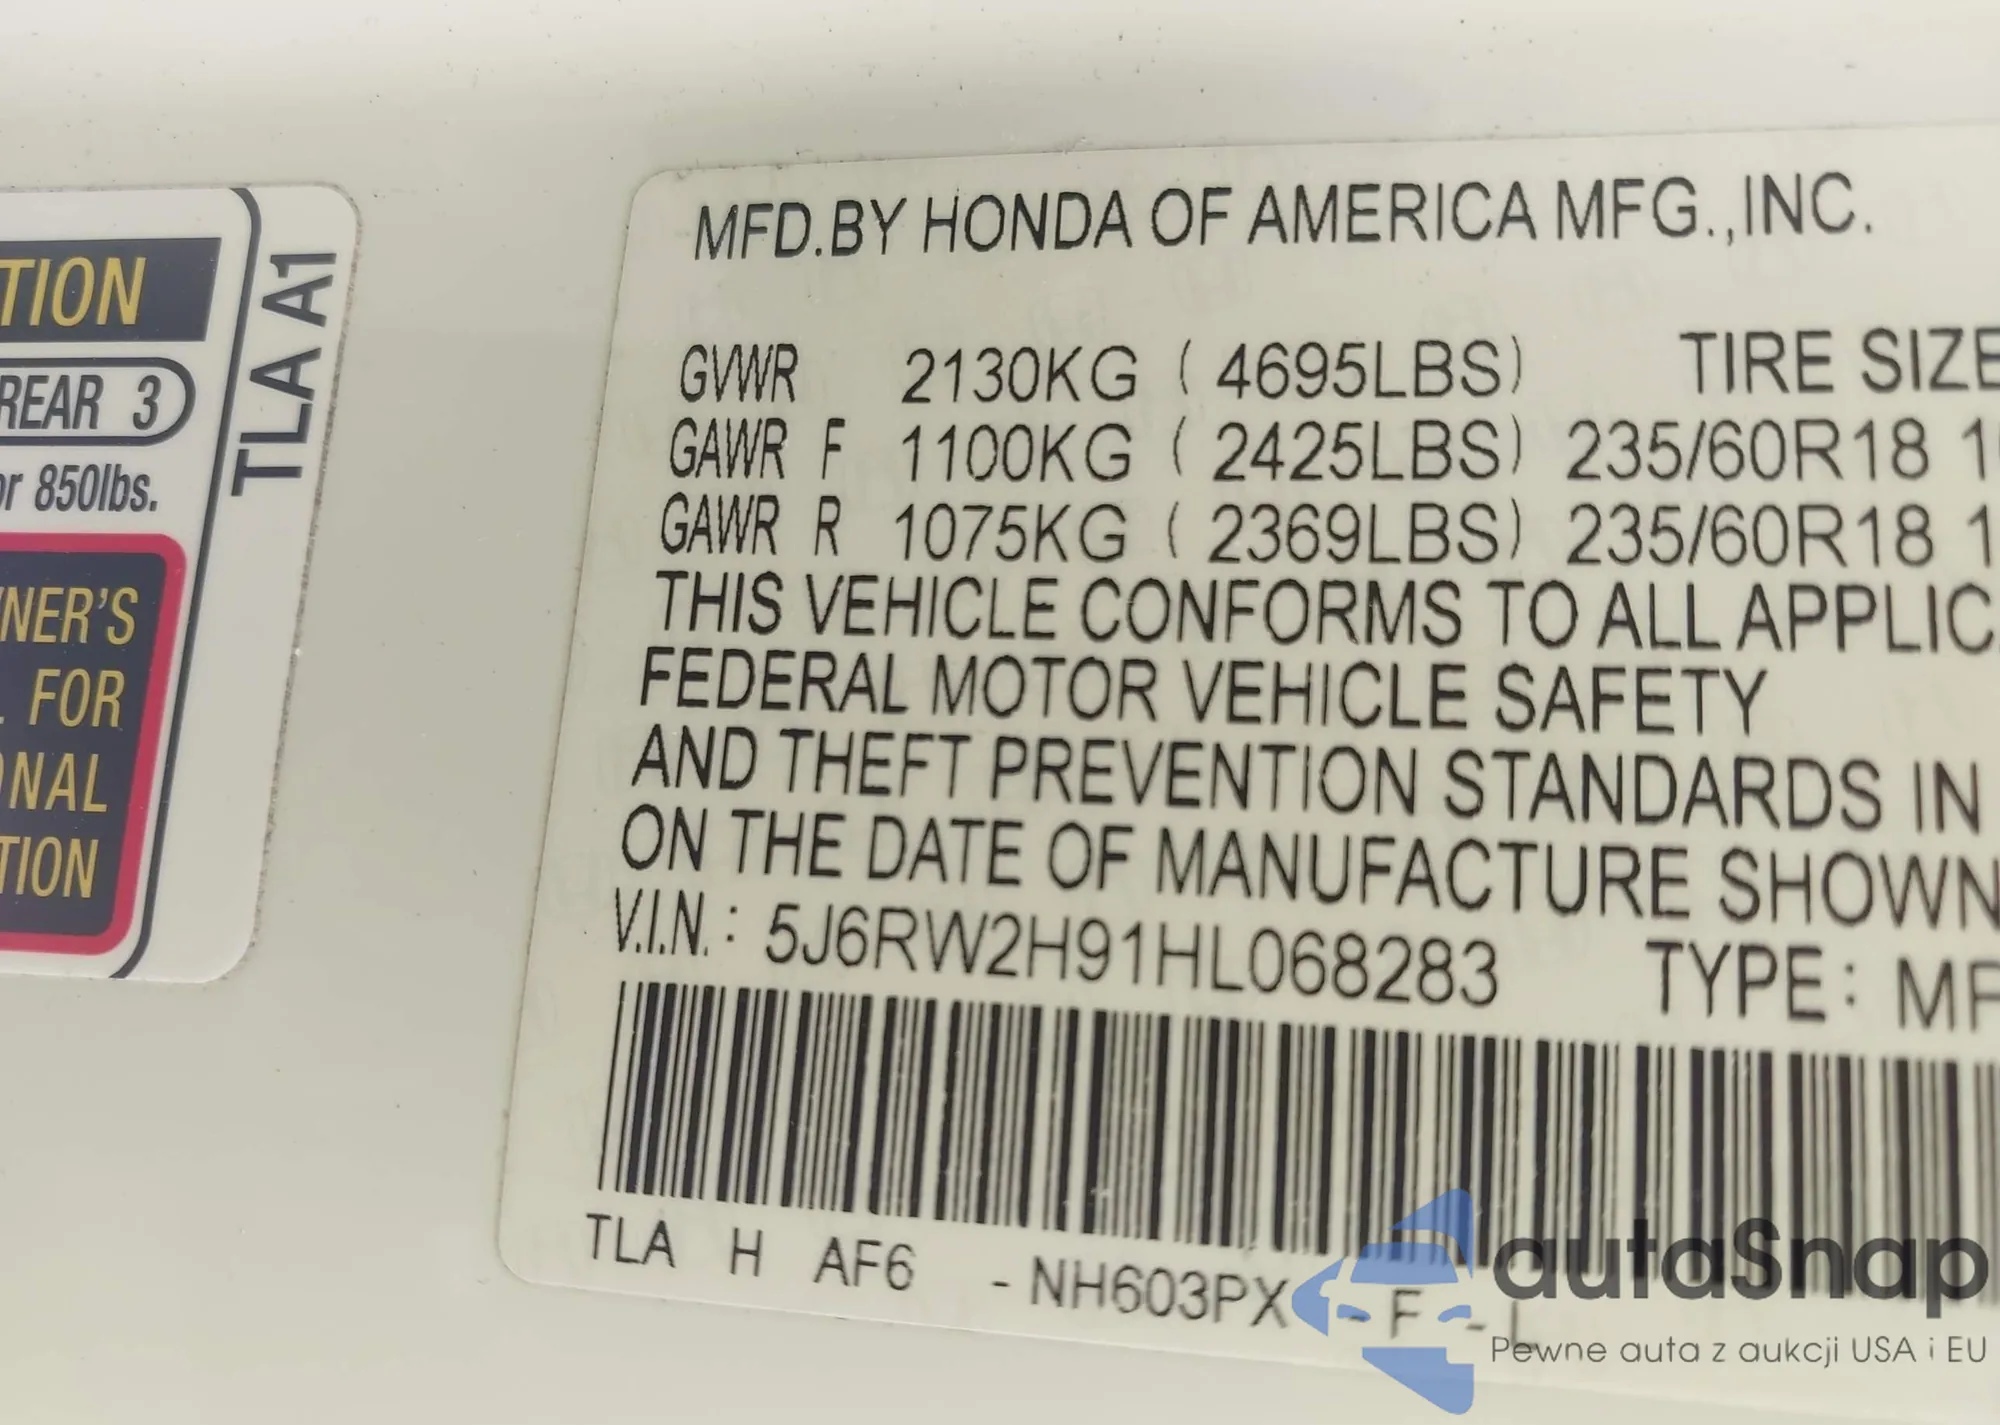 TION
REAR 3
or 850lbs.
NER'S
FOR
ONAL
TION
TLA A1
MFD.BY HONDA OF AMERICA MFG.,INC.
GVWR 2130KG ( 4695LBS) TIRE SIZE
GAWR F 1100KG ( 2425LBS) 235/60R18 1
GAWR R 1075KG ( 2369LBS) 235/60R18 1
THIS VEHICLE CONFORMS TO ALL APPLIC
FEDERAL MOTOR VEHICLE SAFETY
AND THEFT PREVENTION STANDARDS IN
ON THE DATE OF MANUFACTURE SHOWN
V.I.N.: 5J6RW2H91HL068283 TYPE: MP
TLA H AF6 -NH603PX - F - L
autaSnap
Pewne auta z aukcji USA i EU